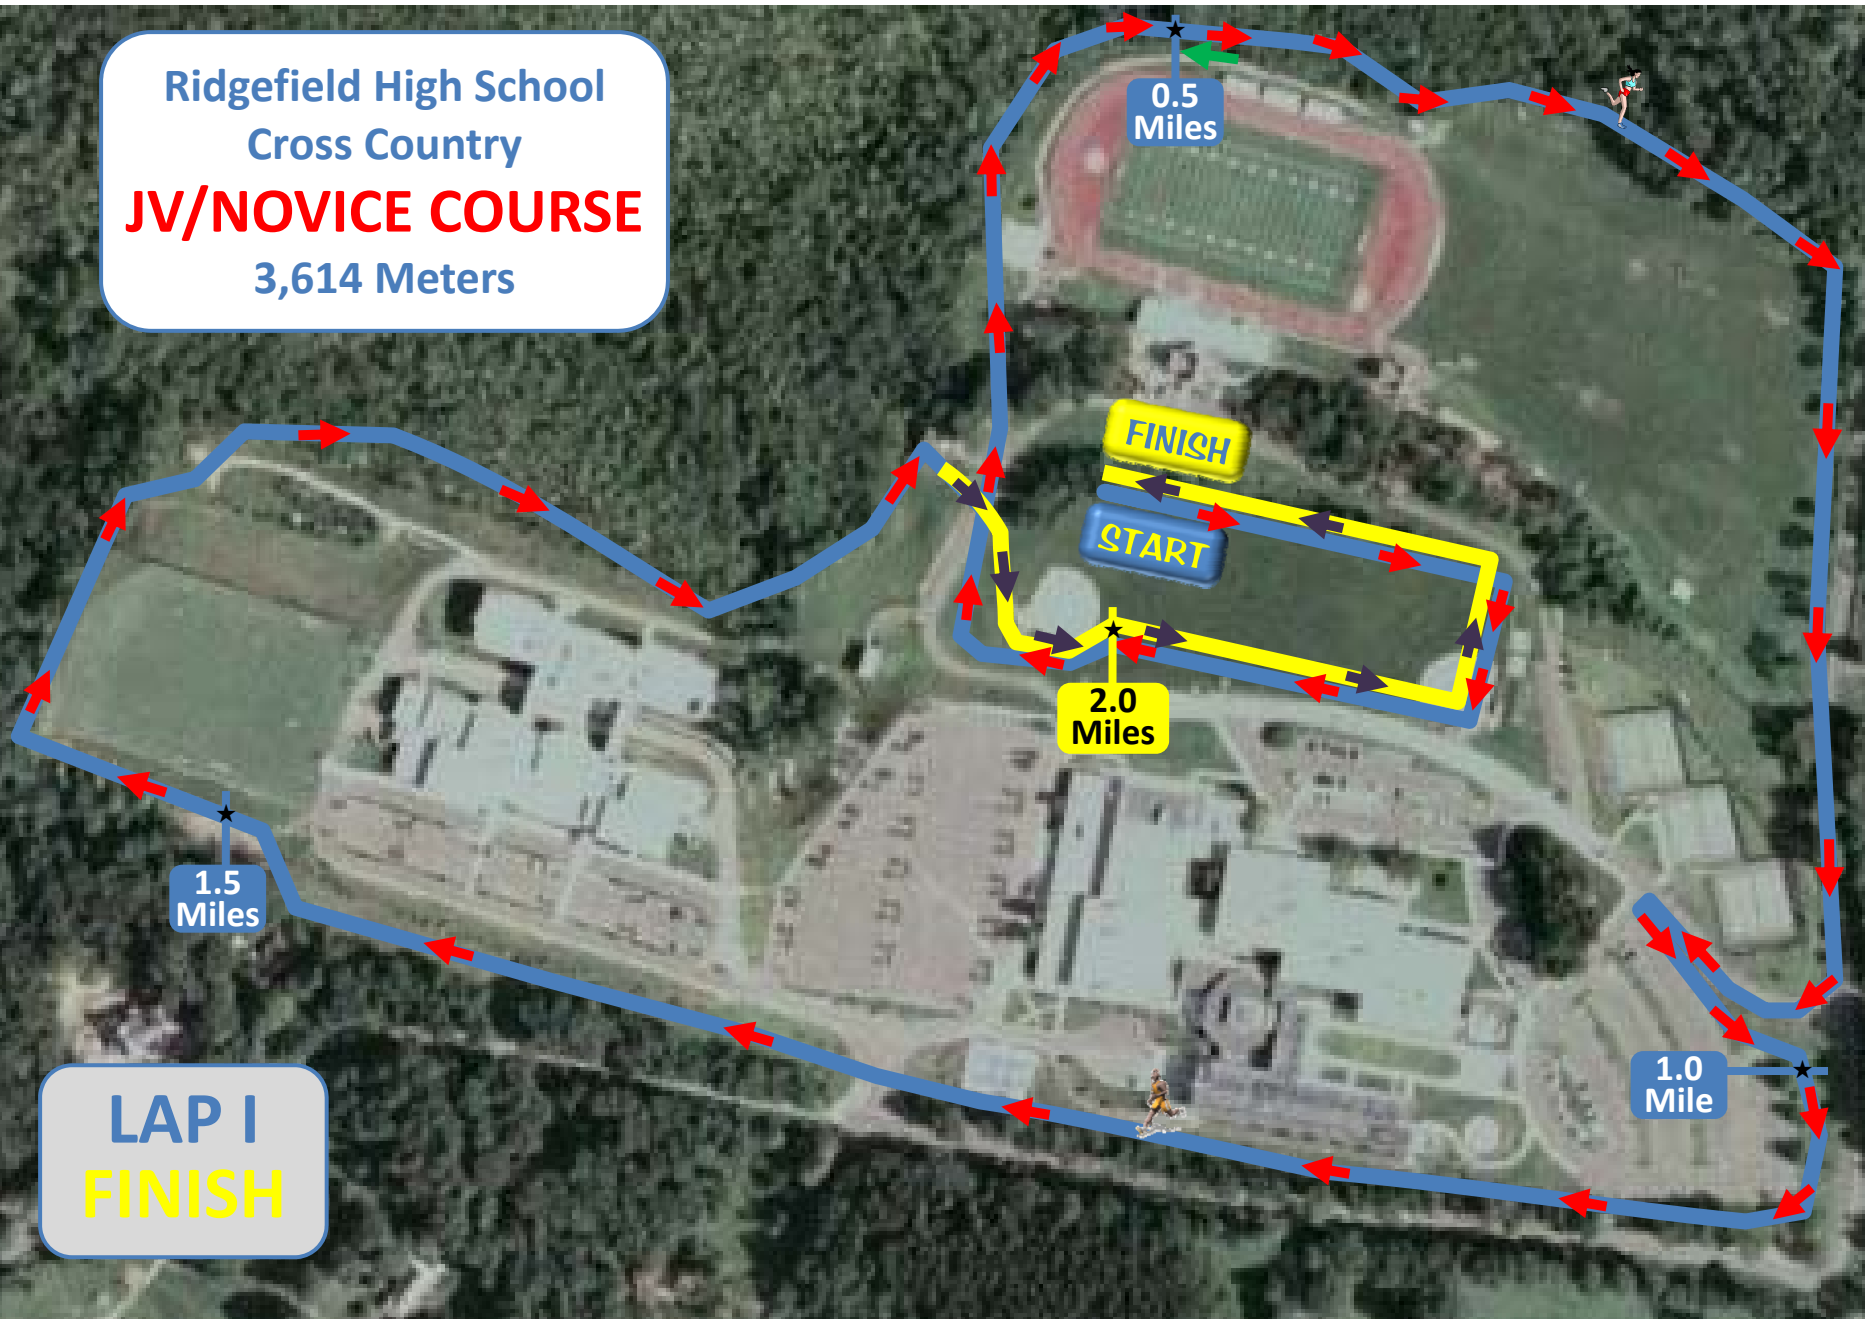 Ridgefield High School
Cross Country
JV/NOVICE COURSE
3,614 Meters
0.5
Miles
FINISH
START
2.0
Miles
1.5
Miles
1.0
Mile
LAP I
FINISH